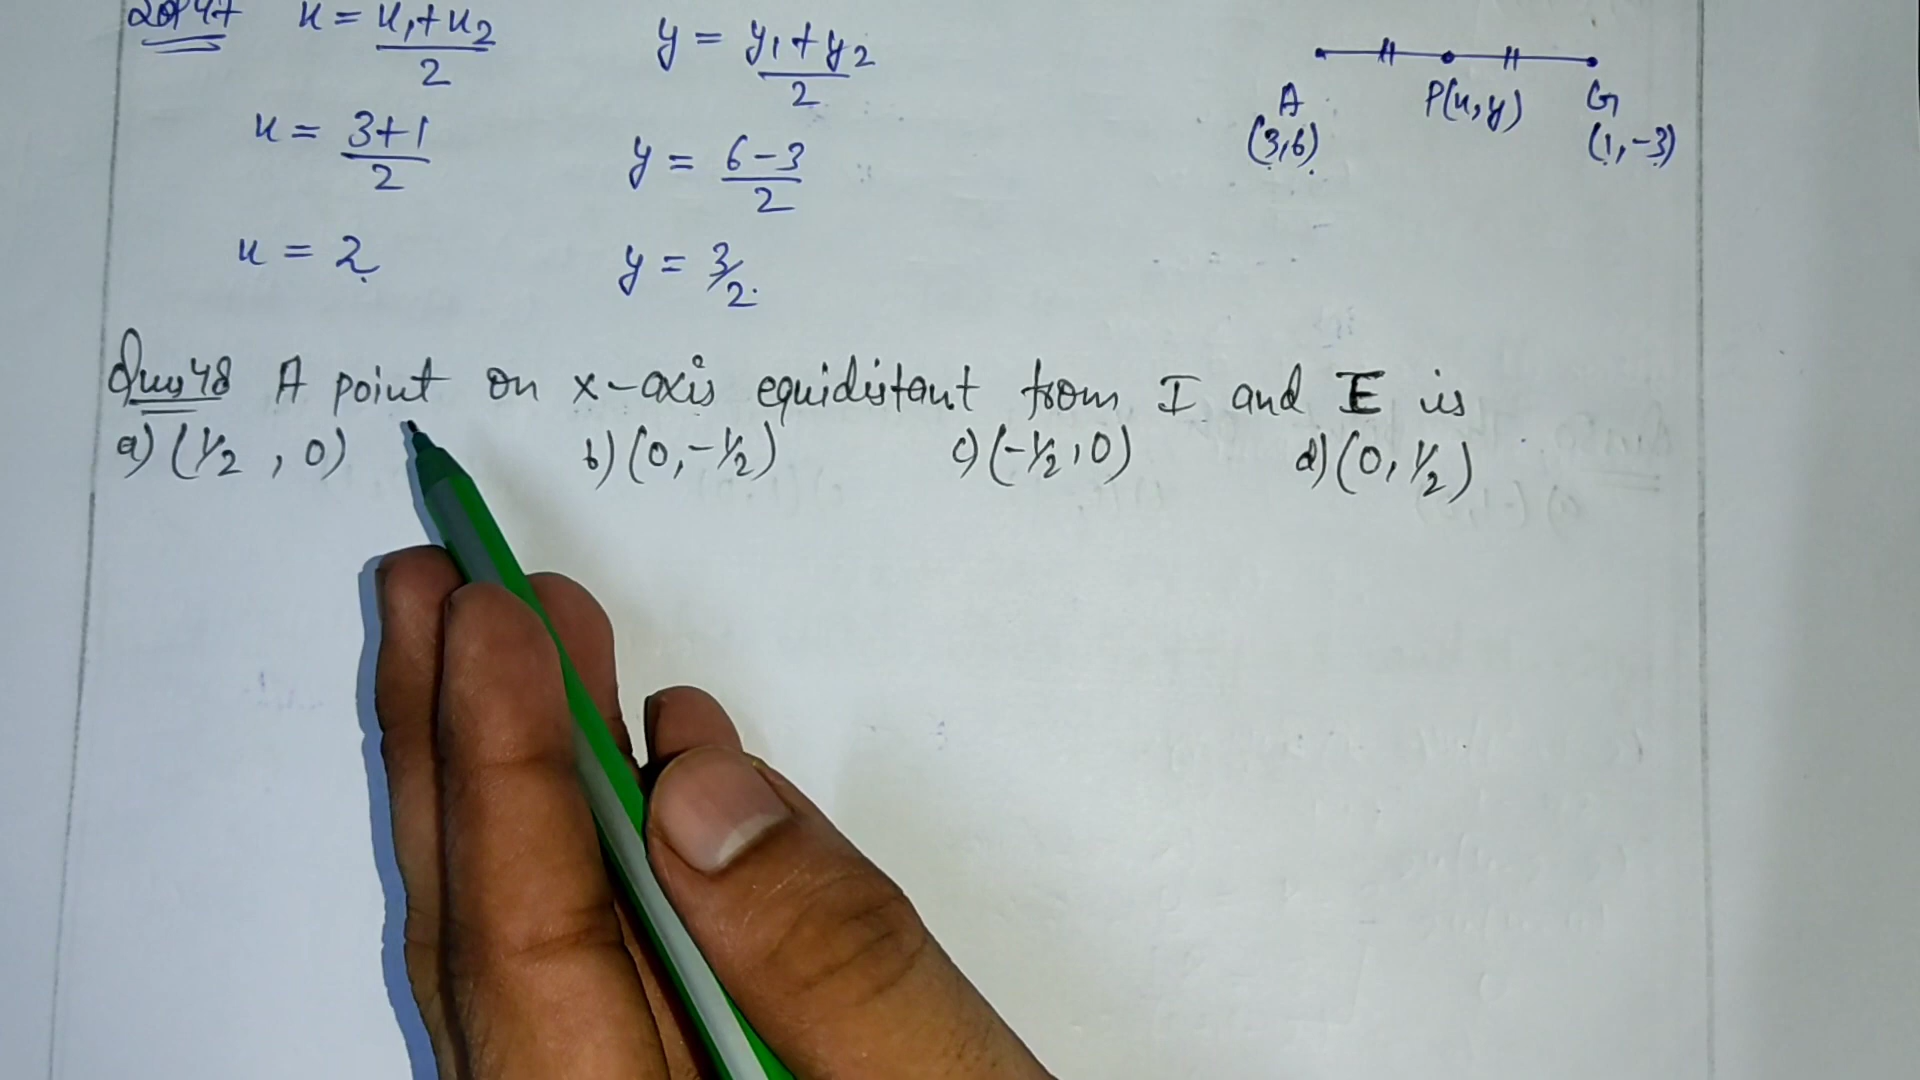 x = x₁+x₂/2 y = y₁+y₂/2
x = 3+1/2 y = 6-3/2
x = 2 y = 3/2
A P(x,y) G
(3,6) (1,-3)
Ques48 A point on x-axis equidistant from I and E is
a) (1/2, 0) b) (0, -1/2) c) (-1/2, 0) d) (0, 1/2)